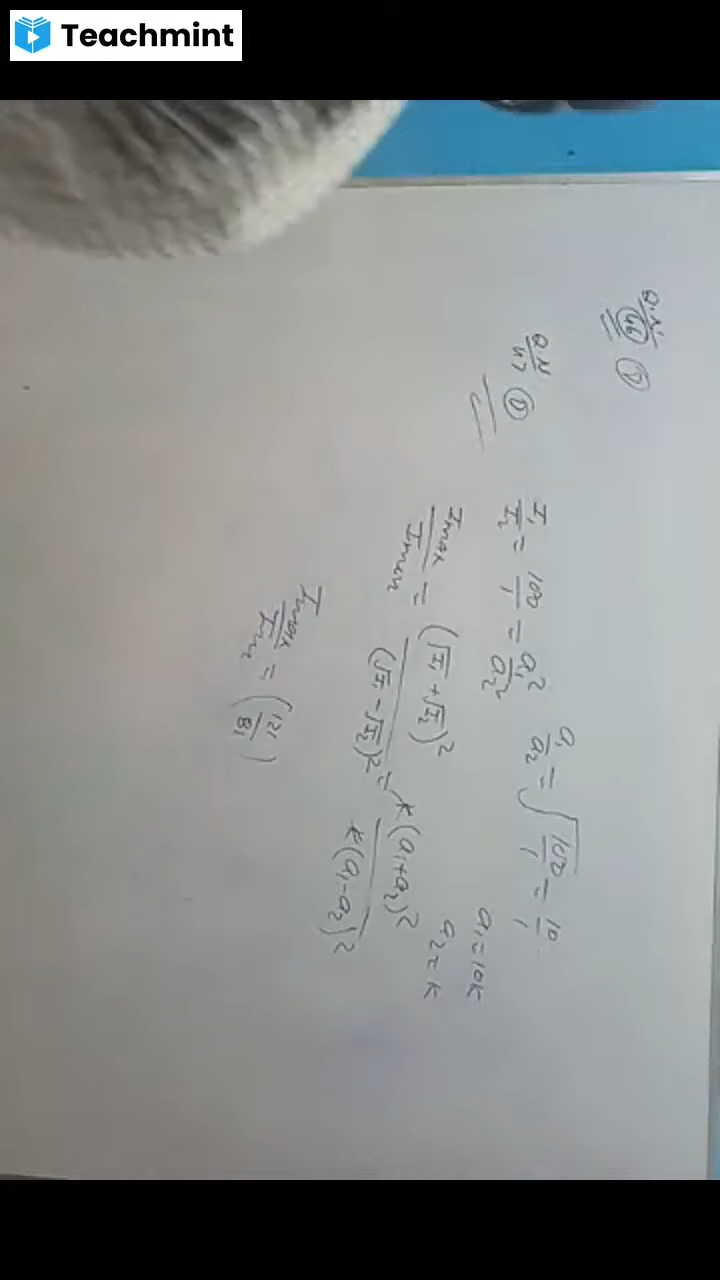 Teachmint
Q.N. 46 D
Q.N 47 D
I₁/I₂ = 100/1 = a₁²/a₂² a₁/a₂ = √100/1 = 10/1
a₁ = 10K
a₂ = K
Imax/Imin = (√I₁ + √I₂)²/(√I₁ - √I₂)² = K(a₁+a₂)²/K(a₁-a₂)²
Imax/Imin = (121/81)